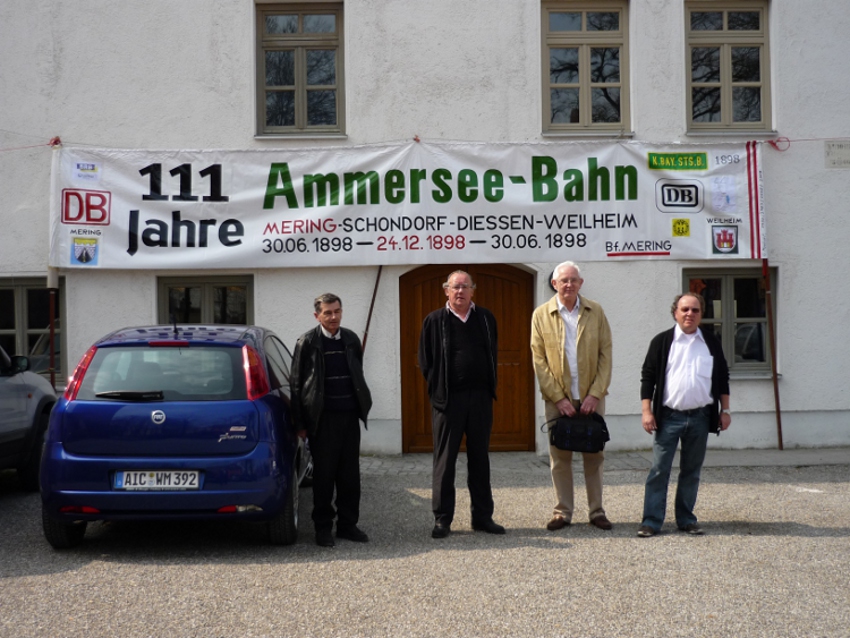 111
Jahre
Ammersee-Bahn
MERING-SCHONDORF-DIESSEN-WEILHEIM
30.06.1898 — 24.12.1898 — 30.06.1898
DB
MERING
K.BAY.STS.B. 1898
DB
WEILHEIM
Bf. MERING
AIC WM 392